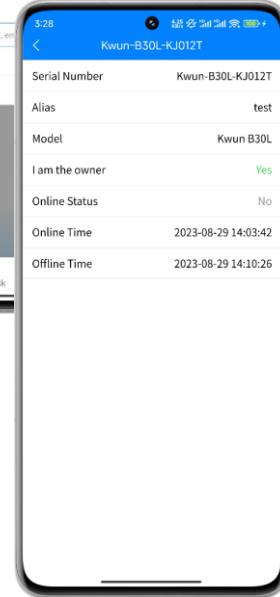 3:28
Kwun-B30L-KJ012T
Serial Number Kwun-B30L-KJ012T
Alias test
Model Kwun B30L
I am the owner Yes
Online Status No
Online Time 2023-08-29 14:03:42
Offline Time 2023-08-29 14:10:26